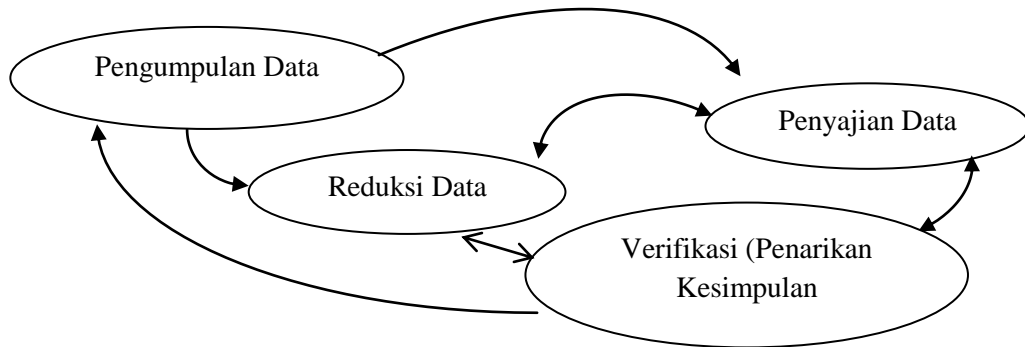 Pengumpulan Data
Penyajian Data
Reduksi Data
Verifikasi (Penarikan
Kesimpulan